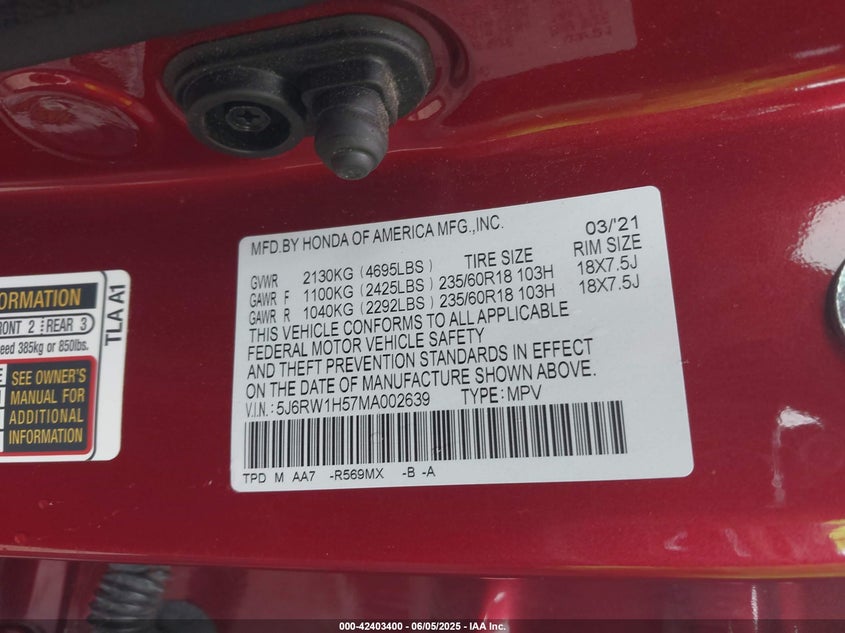 MFD.BY HONDA OF AMERICA MFG.,INC. 03/'21
TIRE SIZE RIM SIZE
GVWR 2130KG (4695LBS)
GAWR F 1100KG (2425LBS) 235/60R18 103H 18X7.5J
GAWR R 1040KG (2292LBS) 235/60R18 103H 18X7.5J
THIS VEHICLE CONFORMS TO ALL APPLICABLE
FEDERAL MOTOR VEHICLE SAFETY
AND THEFT PREVENTION STANDARDS IN EFFECT
ON THE DATE OF MANUFACTURE SHOWN ABOVE.
V.I.N.: 5J6RW1H57MA002639 TYPE: MPV
TPD M AA7 -R569MX -B -A
ORMATION
RONT 2 REAR 3
eed 385kg or 850lbs.
SEE OWNER'S
MANUAL FOR
ADDITIONAL
INFORMATION
TLA A1
000-42403400 - 06/05/2025 - IAA Inc.